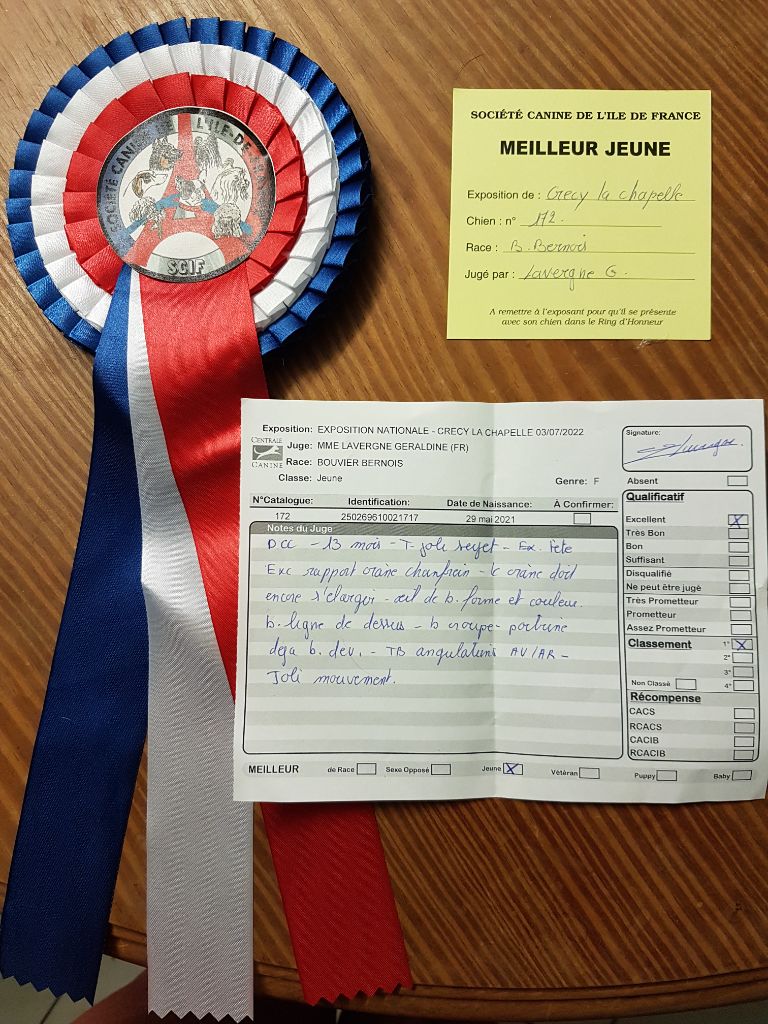 SOCIÉTÉ CANINE DE L'ILE-DE-FRANCE
SCIF
SOCIÉTÉ CANINE DE L'ILE DE FRANCE
MEILLEUR JEUNE
Exposition de : Crecy la chapelle
Chien : n° 172.
Race : B. Bernois
Jugé par : Lavergne G.
A remettre à l'exposant pour qu'il se présente
avec son chien dans le Ring d'Honneur
CENTRALE
CANINE
Exposition: EXPOSITION NATIONALE - CRECY LA CHAPELLE 03/07/2022
Juge: MME LAVERGNE GERALDINE (FR)
Race: BOUVIER BERNOIS
Classe: Jeune Genre: F
N°Catalogue: Identification: Date de Naissance: À Confirmer:
172 250269610021717 29 mai 2021
Notes du Juge
DCC - 13 mois - T. joli sujet - Ex. tête
Exc rapport crâne chanfrein - le crâne doit
encore s'élargir - œil de b. forme et couleur.
b. ligne de dessus - b croupe - poitrine
deja b. dev. - TB angulations AV/AR -
Joli mouvement.
Signature:
Absent
Qualificatif
Excellent X
Très Bon
Bon
Suffisant
Disqualifié
Ne peut être jugé
Très Prometteur
Prometteur
Assez Prometteur
Classement 1° X
2°
3°
Non Classé 4°
Récompense
CACS
RCACS
CACIB
RCACIB
MEILLEUR de Race Sexe Opposé Jeune X Vétéran Puppy Baby